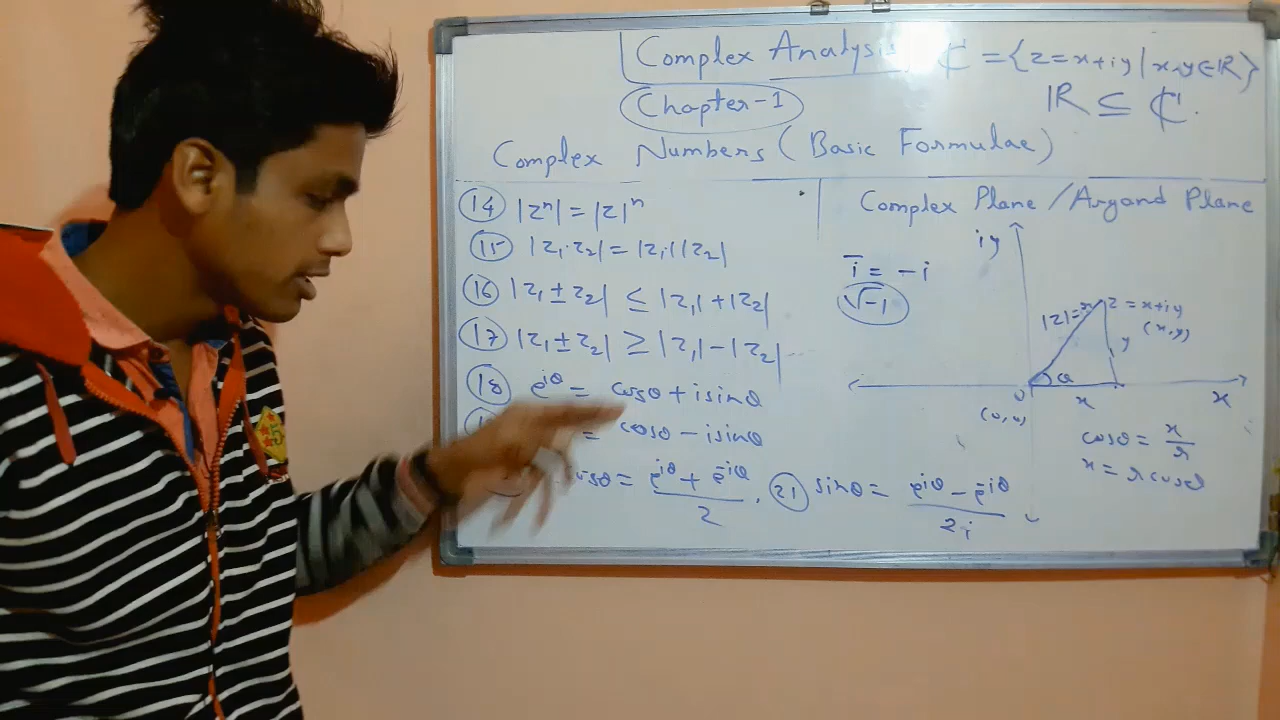 Complex Analysis ℂ = {z = x+iy | x, y ∈ ℝ}
Chapter-1
ℝ ⊆ ℂ.
Complex Numbers (Basic Formulae)
⑭ |zⁿ| = |z|ⁿ
⑮ |z₁·z₂| = |z₁||z₂|
⑯ |z₁ ± z₂| ≤ |z₁| + |z₂|
⑰ |z₁ ± z₂| ≥ |z₁| - |z₂|
⑱ e^{iθ} = cosθ + i sinθ
= cosθ - i sinθ
osθ = (e^{iθ} + e^{-iθ})/2 , ㉑ sinθ = (e^{iθ} - e^{-iθ})/2i
Complex Plane / Argand Plane
i̅ = -i
√-1
iy
|z| = r
z = x+iy
(x, y)
y
θ
(0, 0)
x
x
cosθ = x/r
x = r cosθ